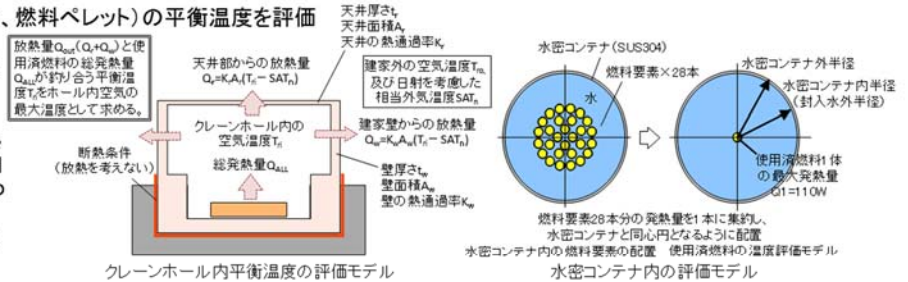 、燃料ペレット)の平衡温度を評価
放熱量Qout(Qr+Qw)と使
用済燃料の総発熱量
QALLが釣り合う平衡温
度Triをホール内空気の
最大温度として求める。
天井厚さtr
天井面積Ar
天井の熱通過率Kr
天井部からの放熱量
Qr=KrAr(Tri-SATn)
建家外の空気温度Tra、
及び日射を考慮した
相当外気温度SATn
クレーンホール内の
空気温度Tri
建家壁からの放熱量
Qw=KwAw(Tri-SATn)
断熱条件
(放熱を考えない)
総発熱量QALL
壁厚さtw
壁面積Aw
壁の熱通過率Kw
クレーンホール内平衡温度の評価モデル
水密コンテナ(SUS304)
燃料要素×28本
水
水密コンテナ外半径
水密コンテナ内半径
(封入水外半径)
使用済燃料1体
の最大発熱量
Q1=110W
燃料要素28本分の発熱量を1本に集約し、
水密コンテナと同心円となるように配置
水密コンテナ内の燃料要素の配置 使用済燃料の温度評価モデル
水密コンテナ内の評価モデル